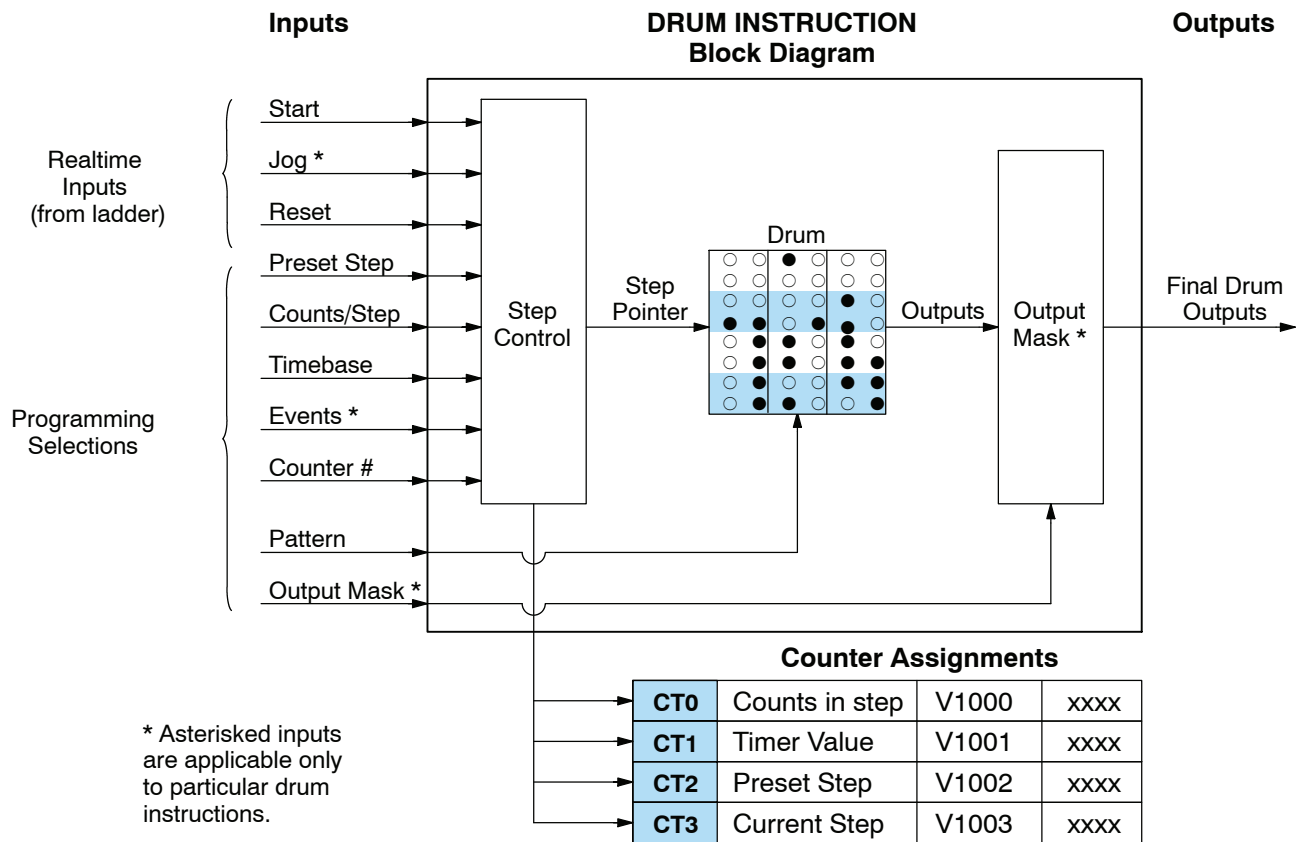 Inputs
DRUM INSTRUCTION
Block Diagram
Outputs
Realtime
Inputs
(from ladder)
Start
Jog *
Reset
Programming
Selections
Preset Step
Counts/Step
Timebase
Events *
Counter #
Pattern
Output Mask *
Step
Control
Step
Pointer
Drum
Outputs
Output
Mask *
Final Drum
Outputs
Counter Assignments
CT0 Counts in step V1000 xxxx
CT1 Timer Value V1001 xxxx
CT2 Preset Step V1002 xxxx
CT3 Current Step V1003 xxxx
* Asterisked inputs
are applicable only
to particular drum
instructions.